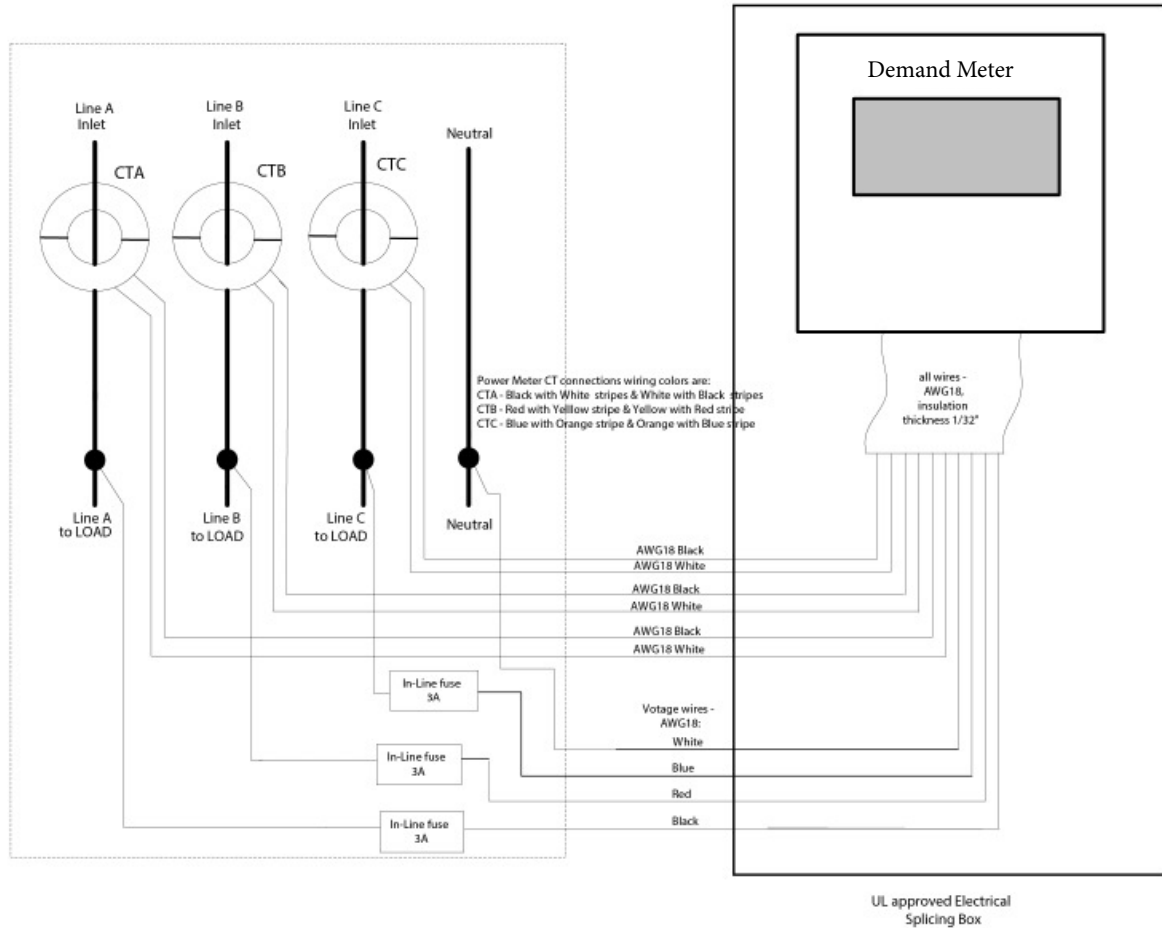 Demand Meter
Line A
Inlet
Line B
Inlet
Line C
Inlet
Neutral
CTA
CTB
CTC
Power Meter CT connections wiring colors are:
CTA - Black with White stripes & White with Black stripes
CTB - Red with Yelllow stripe & Yellow with Red stripe
CTC - Blue with Orange stripe & Orange with Blue stripe
all wires -
AWG18,
insulation
thickness 1/32"
Line A
to LOAD
Line B
to LOAD
Line C
to LOAD
Neutral
AWG18 Black
AWG18 White
AWG18 Black
AWG18 White
AWG18 Black
AWG18 White
In-Line fuse
3A
Votage wires -
AWG18:
White
In-Line fuse
3A
Blue
Red
In-Line fuse
3A
Black
UL approved Electrical
Splicing Box